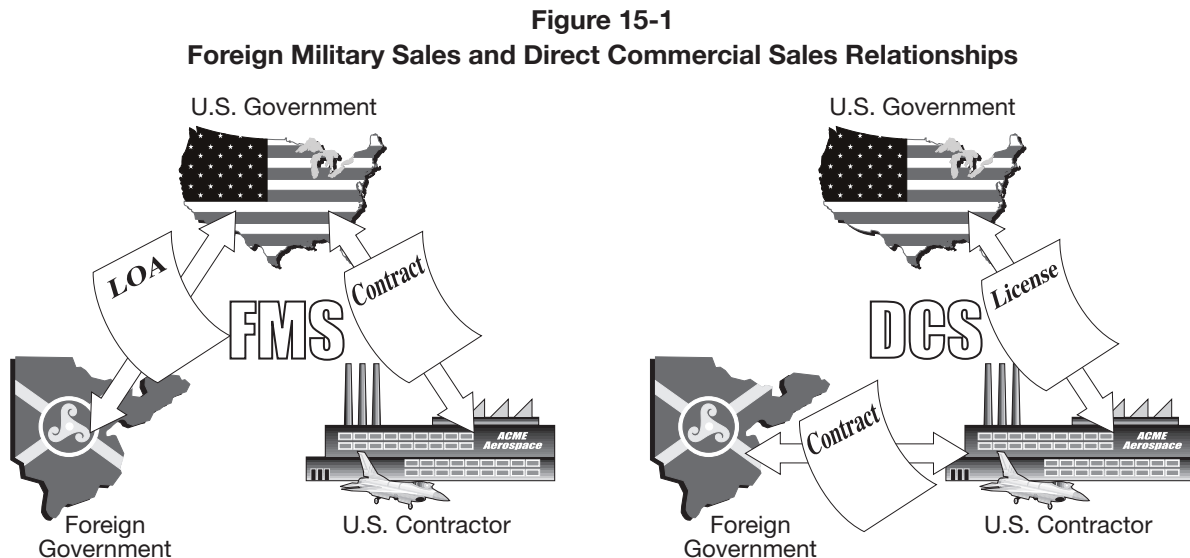 Figure 15-1
Foreign Military Sales and Direct Commercial Sales Relationships
U.S. Government
LOA
Contract
FMS
ACME
Aerospace
Foreign
Government
U.S. Contractor
U.S. Government
License
DCS
Contract
ACME
Aerospace
Foreign
Government
U.S. Contractor